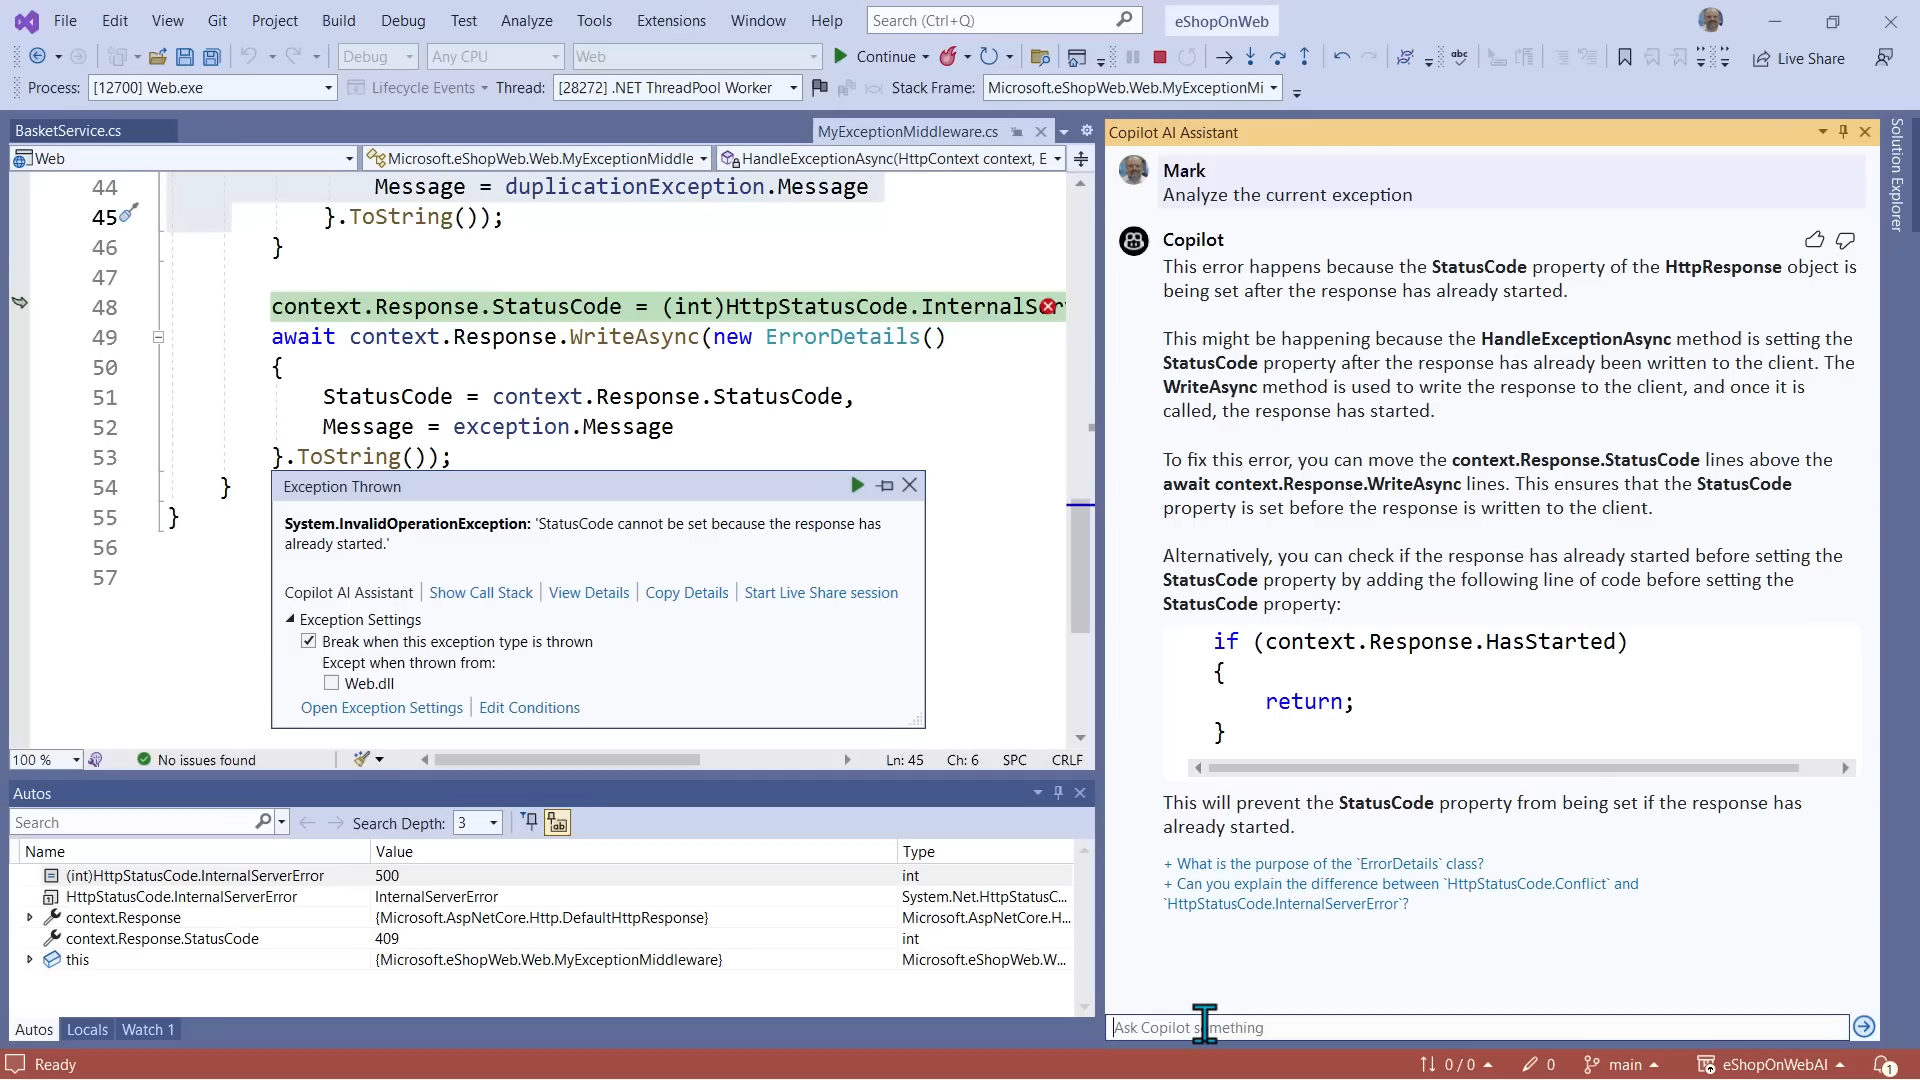 File Edit View Git Project Build Debug Test Analyze Tools Extensions Window Help Search (Ctrl+Q) eShopOnWeb
Debug Any CPU Web Continue Live Share
Process: [12700] Web.exe Lifecycle Events Thread: [28272] .NET ThreadPool Worker Stack Frame: Microsoft.eShopWeb.Web.MyExceptionMi
BasketService.cs MyExceptionMiddleware.cs
Web Microsoft.eShopWeb.Web.MyExceptionMiddle HandleExceptionAsync(HttpContext context, E
44 Message = duplicationException.Message
45 }.ToString());
46 }
47
48 context.Response.StatusCode = (int)HttpStatusCode.InternalSer
49 await context.Response.WriteAsync(new ErrorDetails()
50 {
51 StatusCode = context.Response.StatusCode,
52 Message = exception.Message
53 }.ToString());
54 }
55 }
56
57
Exception Thrown
System.InvalidOperationException: 'StatusCode cannot be set because the response has
already started.'
Copilot AI Assistant Show Call Stack View Details Copy Details Start Live Share session
Exception Settings
Break when this exception type is thrown
Except when thrown from:
Web.dll
Open Exception Settings Edit Conditions
100 % No issues found Ln: 45 Ch: 6 SPC CRLF
Autos
Search Search Depth: 3
Name Value Type
(int)HttpStatusCode.InternalServerError 500 int
HttpStatusCode.InternalServerError InternalServerError System.Net.HttpStatusC...
context.Response {Microsoft.AspNetCore.Http.DefaultHttpResponse} Microsoft.AspNetCore.H...
context.Response.StatusCode 409 int
this {Microsoft.eShopWeb.Web.MyExceptionMiddleware} Microsoft.eShopWeb.W...
Autos Locals Watch 1
Copilot AI Assistant
Mark
Analyze the current exception
Copilot
This error happens because the StatusCode property of the HttpResponse object is
being set after the response has already started.
This might be happening because the HandleExceptionAsync method is setting the
StatusCode property after the response has already been written to the client. The
WriteAsync method is used to write the response to the client, and once it is
called, the response has started.
To fix this error, you can move the context.Response.StatusCode lines above the
await context.Response.WriteAsync lines. This ensures that the StatusCode
property is set before the response is written to the client.
Alternatively, you can check if the response has already started before setting the
StatusCode property by adding the following line of code before setting the
StatusCode property:
if (context.Response.HasStarted)
{
return;
}
This will prevent the StatusCode property from being set if the response has
already started.
+ What is the purpose of the `ErrorDetails` class?
+ Can you explain the difference between `HttpStatusCode.Conflict` and
`HttpStatusCode.InternalServerError`?
Ask Copilot something
Solution Explorer
Ready 0 / 0 0 main eShopOnWebAI 1